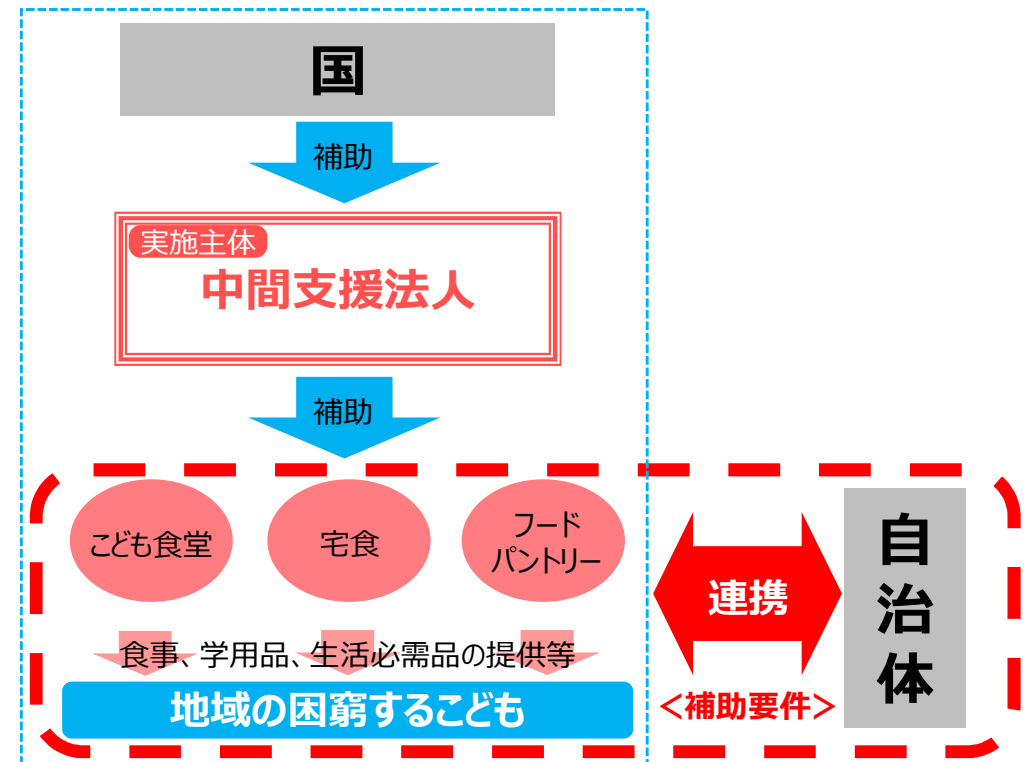 国
補助
実施主体
中間支援法人
補助
こども食堂
宅食
フード
パントリー
食事、学用品、生活必需品の提供等
地域の困窮するこども
連携
＜補助要件＞
自治体